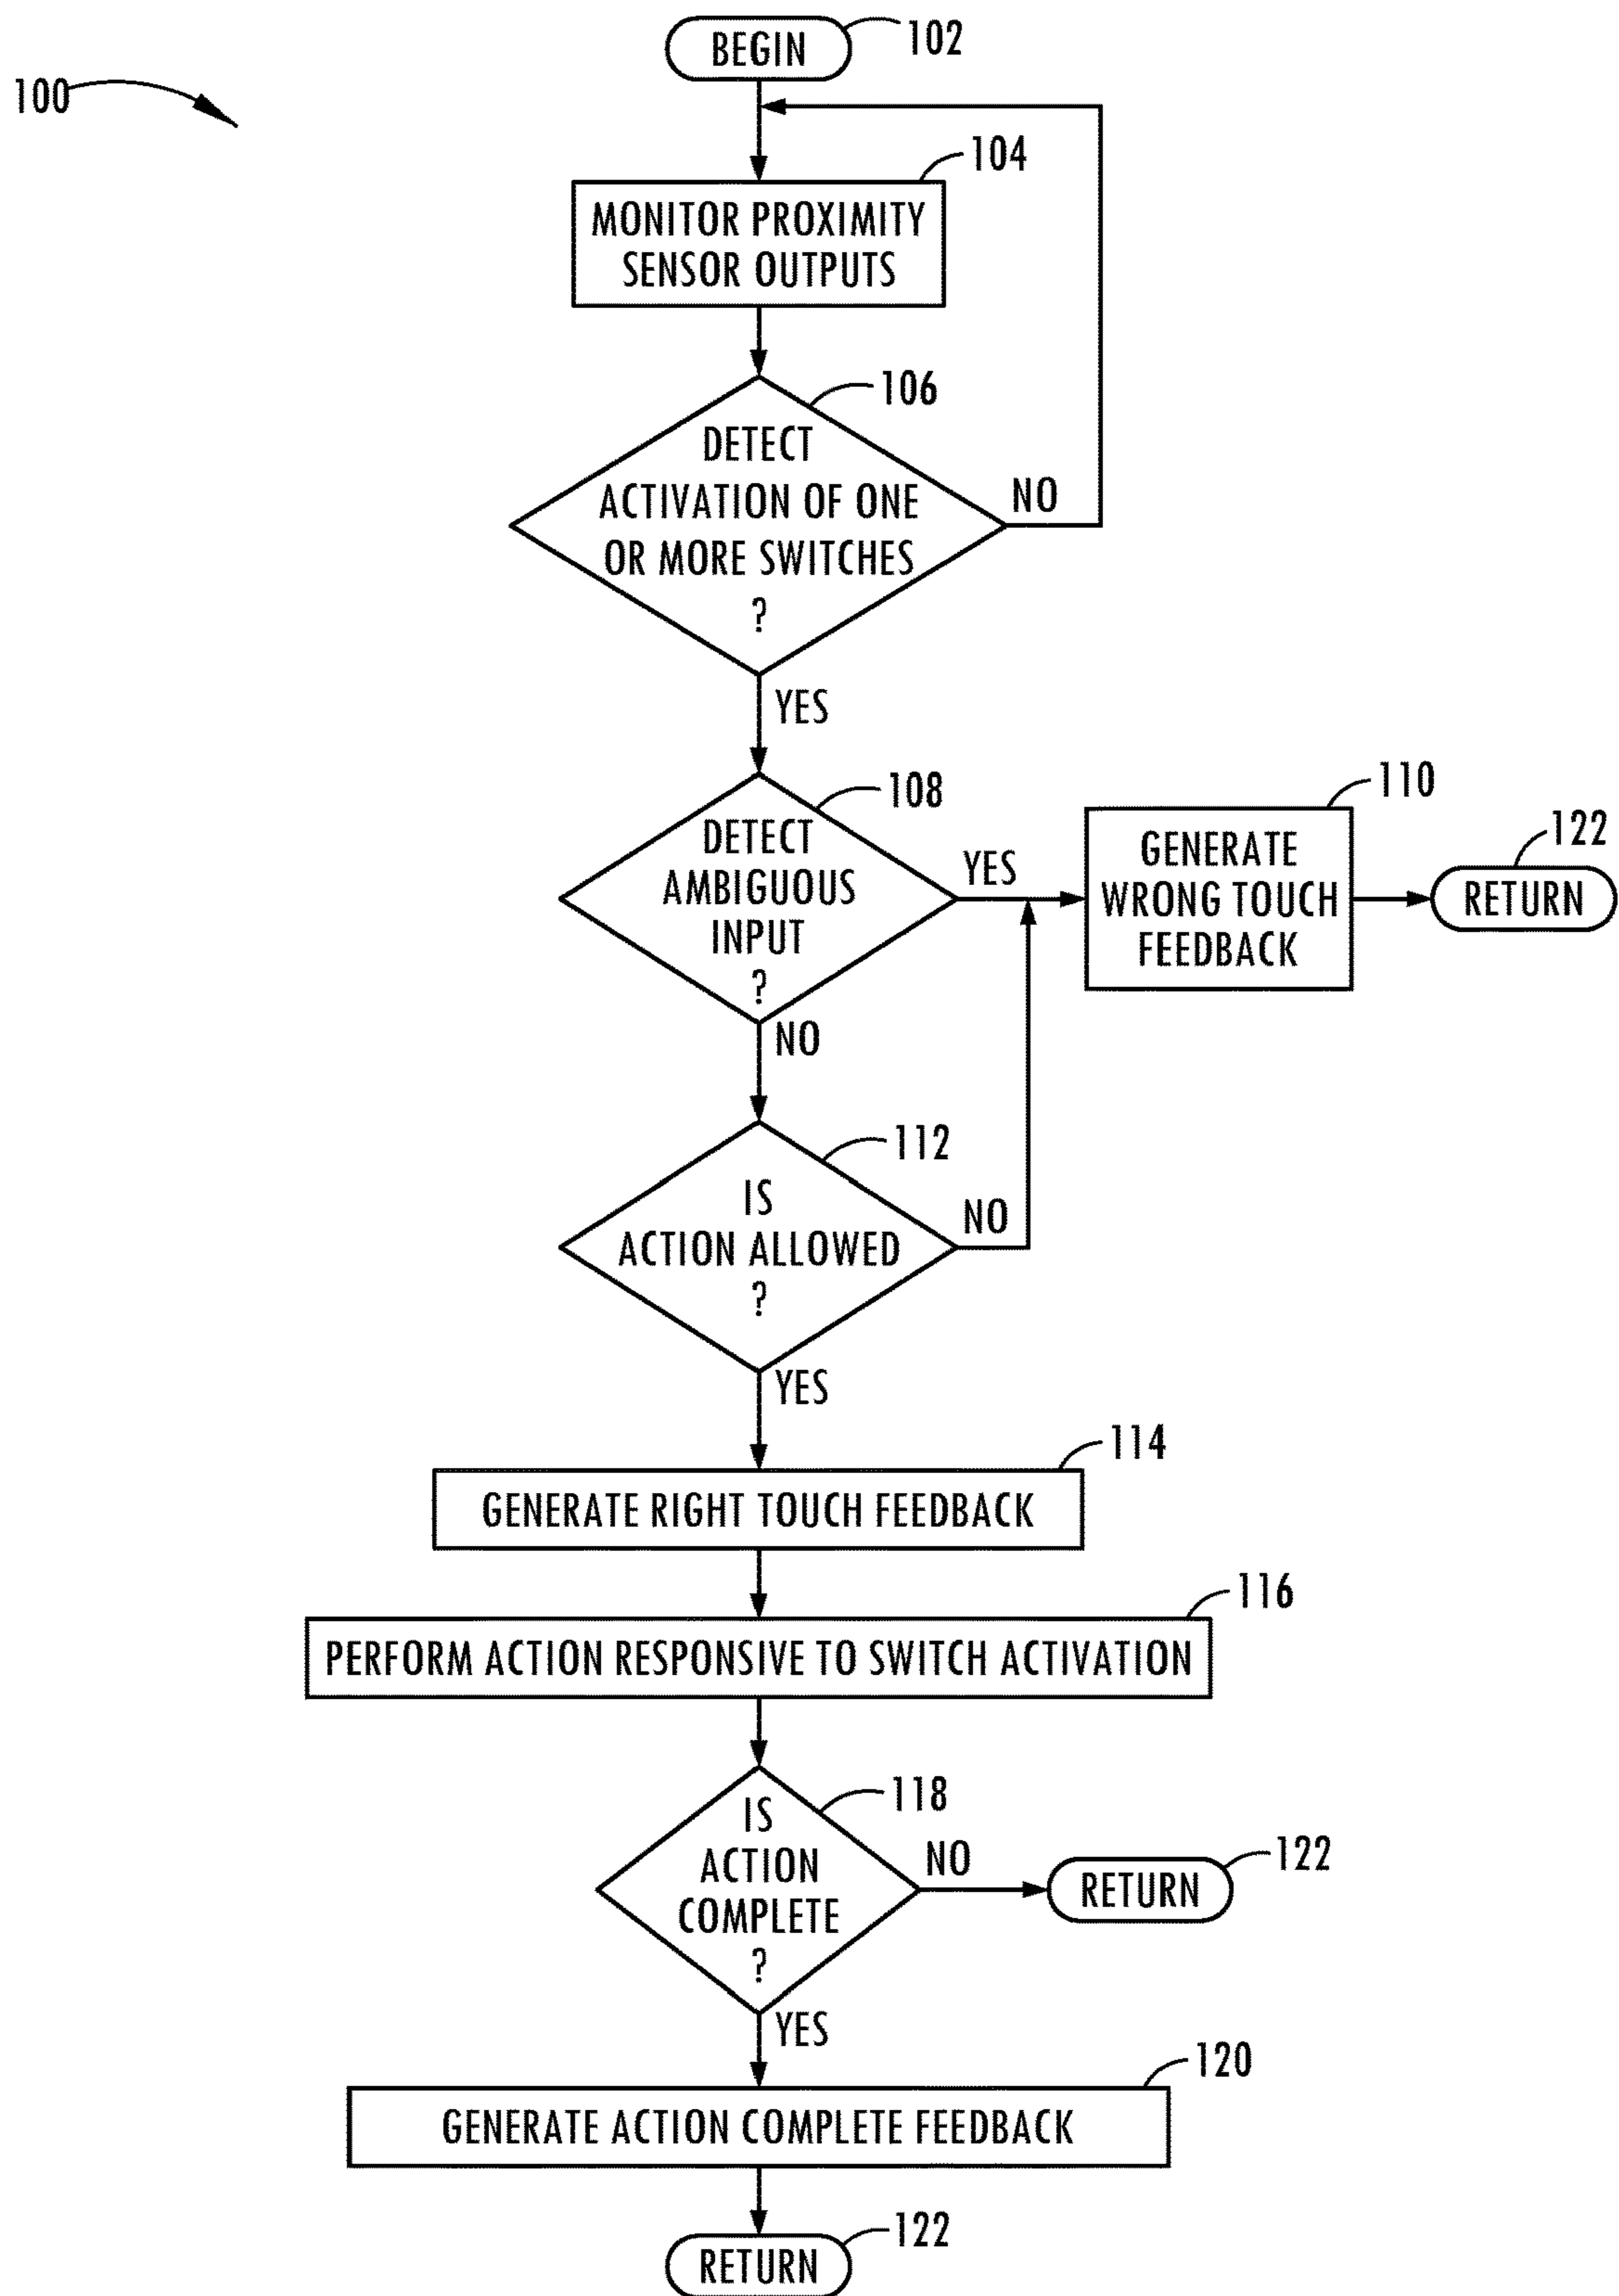 BEGIN
102
100
104
MONITOR PROXIMITY
SENSOR OUTPUTS
106
DETECT
ACTIVATION OF ONE
OR MORE SWITCHES
?
NO
YES
108
DETECT
AMBIGUOUS
INPUT
?
YES
NO
110
GENERATE
WRONG TOUCH
FEEDBACK
122
RETURN
112
IS
ACTION ALLOWED
?
NO
YES
114
GENERATE RIGHT TOUCH FEEDBACK
116
PERFORM ACTION RESPONSIVE TO SWITCH ACTIVATION
118
IS
ACTION
COMPLETE
?
NO
122
RETURN
YES
120
GENERATE ACTION COMPLETE FEEDBACK
122
RETURN